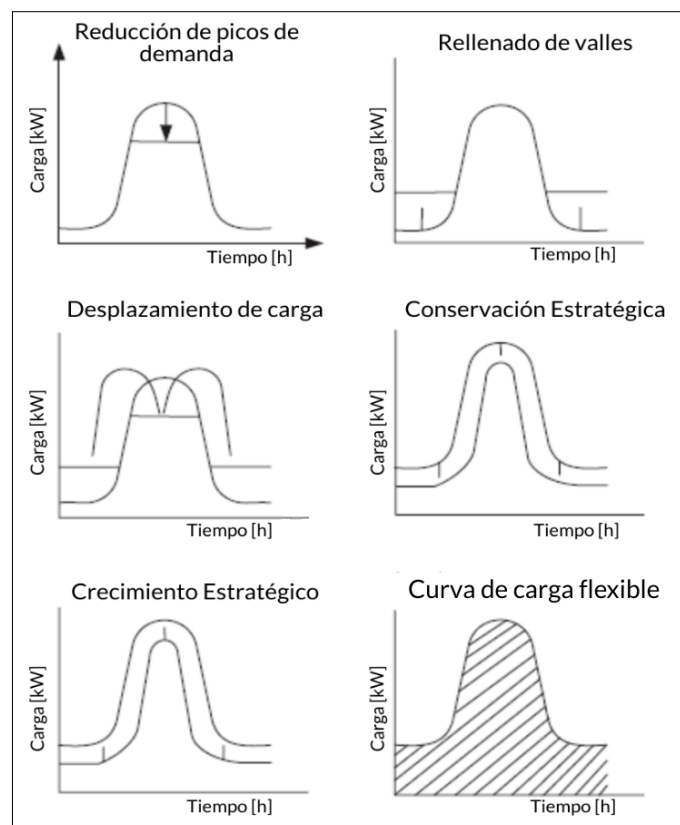 Reducción de picos de
demanda
Carga [kW]
Tiempo [h]
Rellenado de valles
Carga [kW]
Tiempo [h]
Desplazamiento de carga
Carga [kW]
Tiempo [h]
Conservación Estratégica
Carga [kW]
Tiempo [h]
Crecimiento Estratégico
Carga [kW]
Tiempo [h]
Curva de carga flexible
Carga [kW]
Tiempo [h]